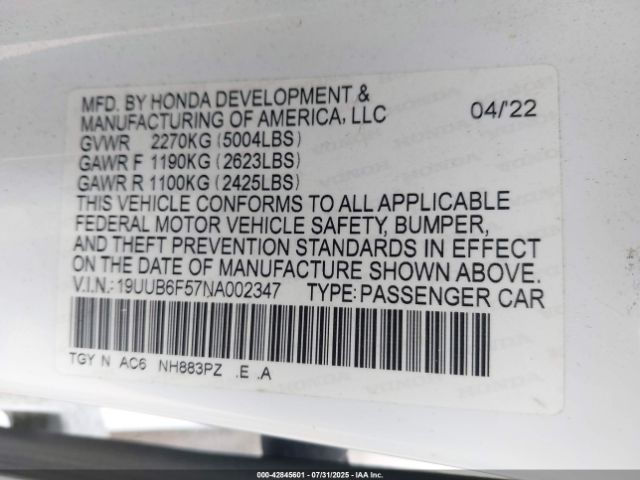 MFD. BY HONDA DEVELOPMENT & 
MANUFACTURING OF AMERICA, LLC 04/22
GVWR 2270KG (5004LBS)
GAWR F 1190KG (2623LBS)
GAWR R 1100KG (2425LBS)
THIS VEHICLE CONFORMS TO ALL APPLICABLE
FEDERAL MOTOR VEHICLE SAFETY, BUMPER,
AND THEFT PREVENTION STANDARDS IN EFFECT
ON THE DATE OF MANUFACTURE SHOWN ABOVE.
V.I.N.: 19UUB6F57NA002347 TYPE: PASSENGER CAR
TGY N AC6 NH883PZ .E .A
000-42845601 - 07/31/2025 - IAA Inc.